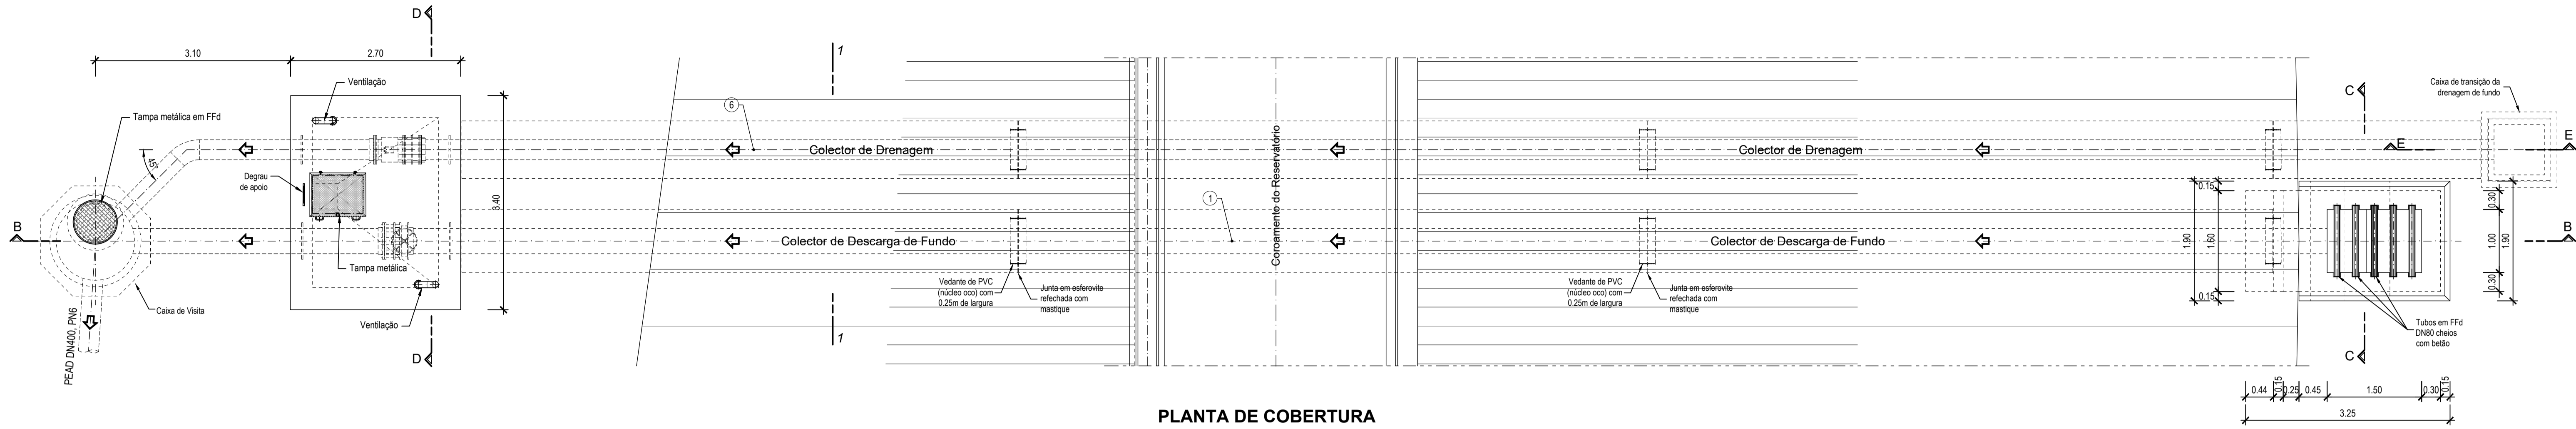 D
3.10
2.70
1
Ventilação
Tampa metálica em FFd
6
Caixa de transição da
drenagem de fundo
C
45°
Colector de Drenagem
Coroamento do Reservatório
Colector de Drenagem
E
E
Degrau
de apoio
3.40
0.15
1.90
1.60
0.15
0.30
1.00
0.30
1.90
1
B
Colector de Descarga de Fundo
Colector de Descarga de Fundo
B
Tampa metálica
Vedante de PVC
(núcleo oco) com
0.25m de largura
Junta em esferovite
refechada com
mastique
Vedante de PVC
(núcleo oco) com
0.25m de largura
Junta em esferovite
refechada com
mastique
Caixa de Visita
Ventilação
PEAD DN400, PN6
1
D
Tubos em FFd
DN80 cheios
com betão
C
0.44
0.15
0.25
0.45
1.50
0.30
0.15
3.25
PLANTA DE COBERTURA